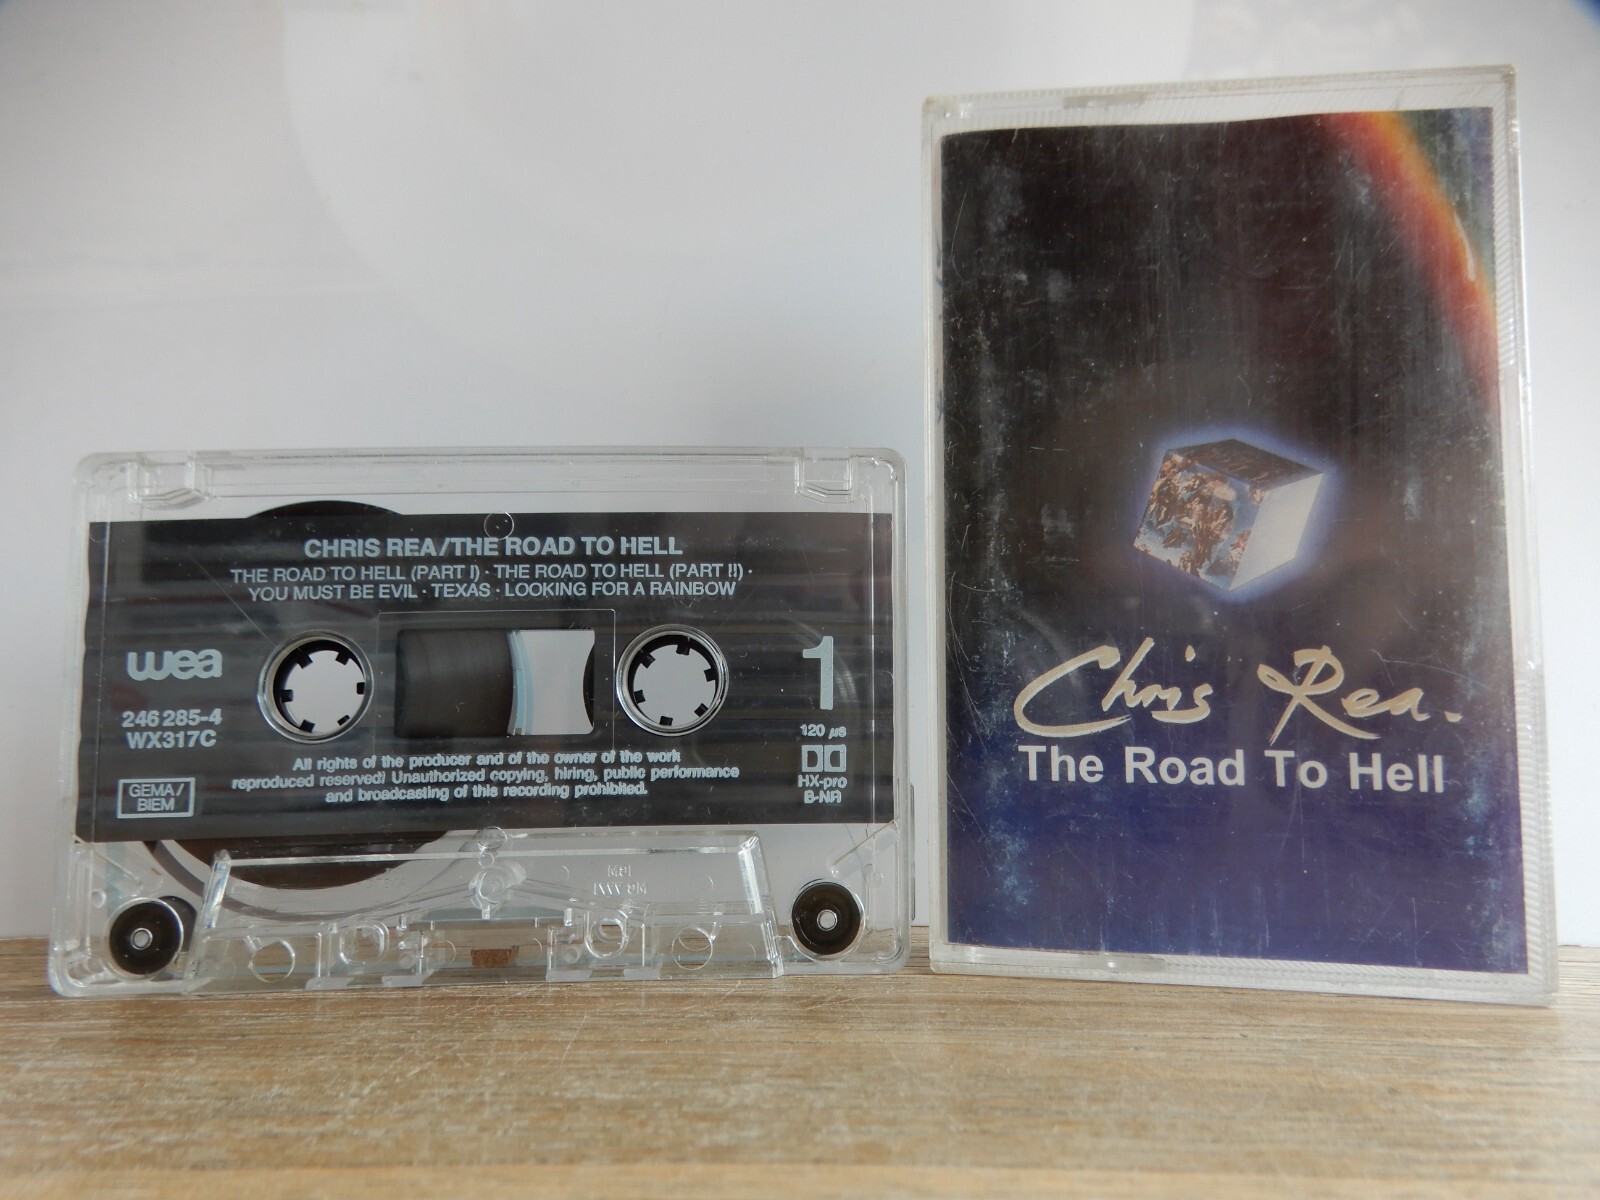 CHRIS REA/THE ROAD TO HELL
THE ROAD TO HELL (PART I) · THE ROAD TO HELL (PART II) ·
YOU MUST BE EVIL · TEXAS · LOOKING FOR A RAINBOW
wea
246 285-4
WX317C
GEMA/
BIEM
1
120 µs
HX-pro
B-NR
All rights of the producer and of the owner of the work
reproduced reserved! Unauthorized copying, hiring, public performance
and broadcasting of this recording prohibited.
Chris Rea.
The Road To Hell